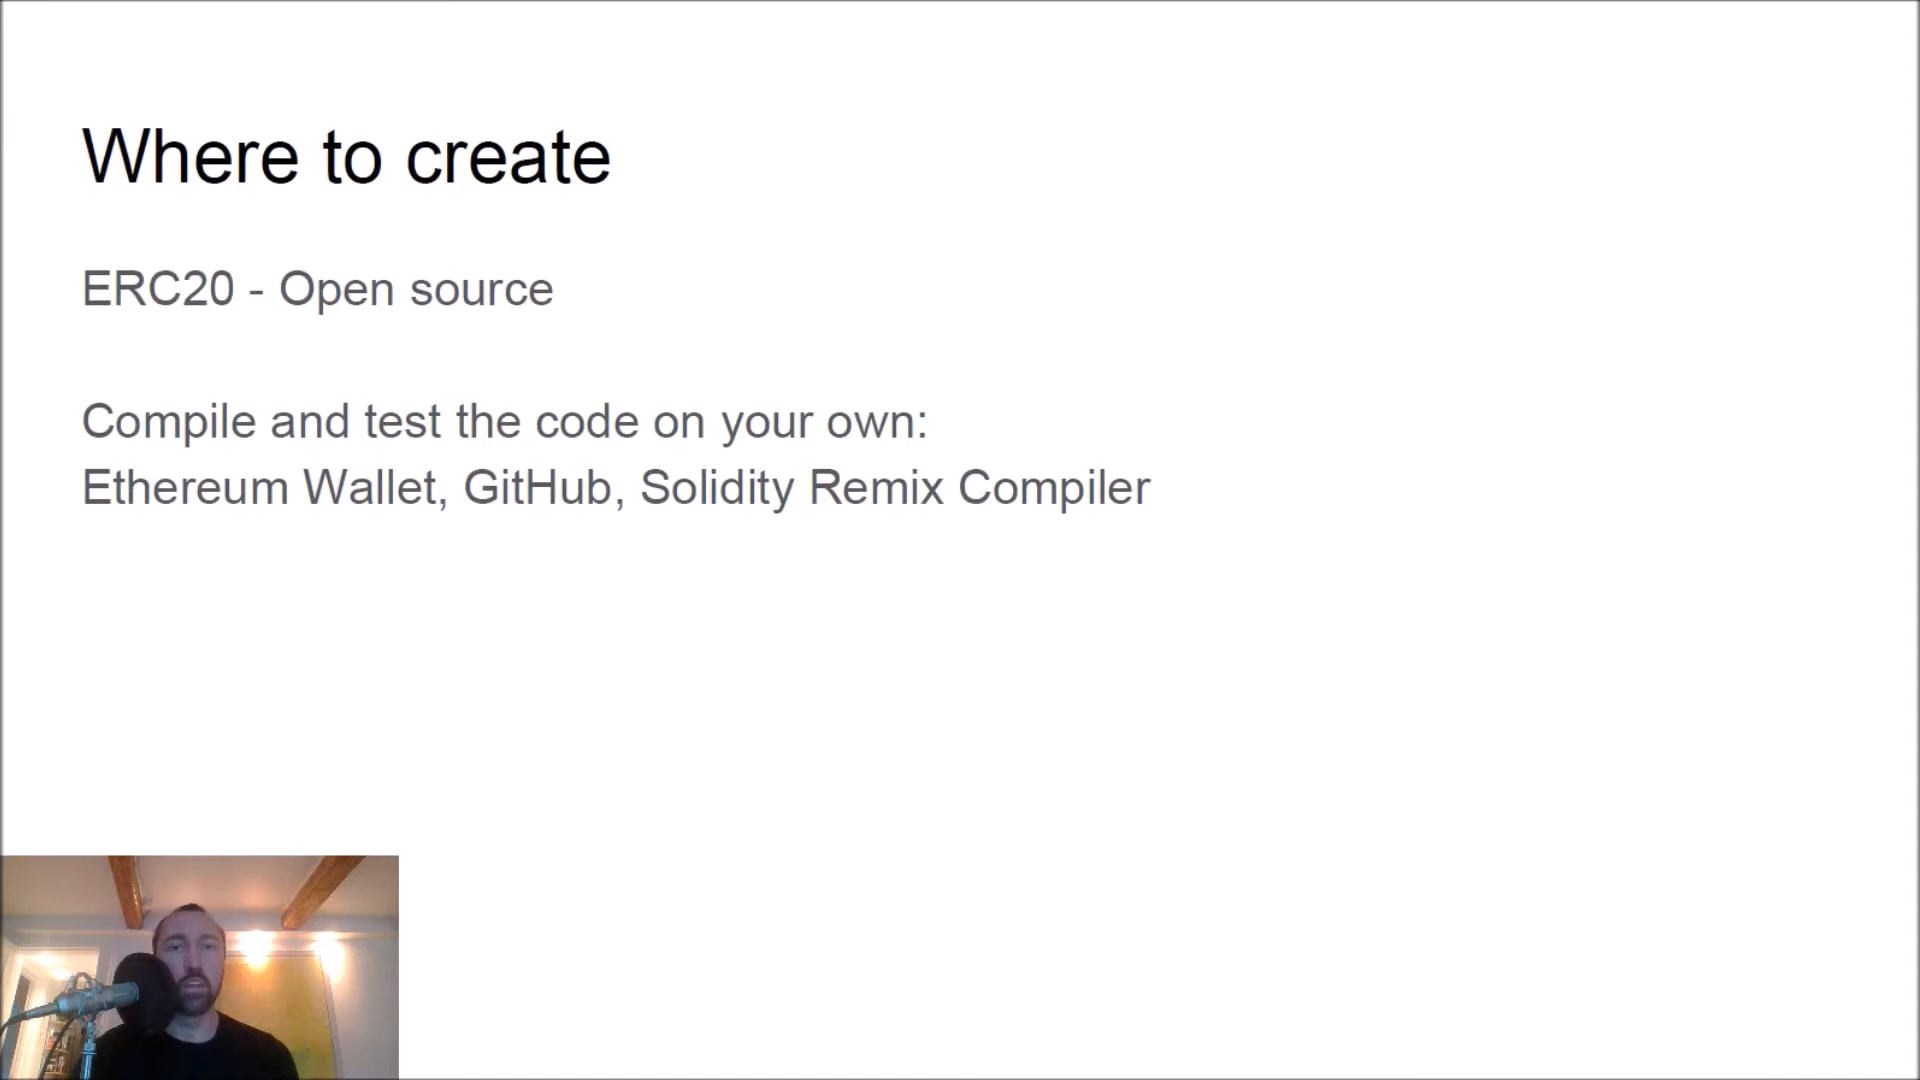 Where to create
ERC20 - Open source
Compile and test the code on your own:
Ethereum Wallet, GitHub, Solidity Remix Compiler